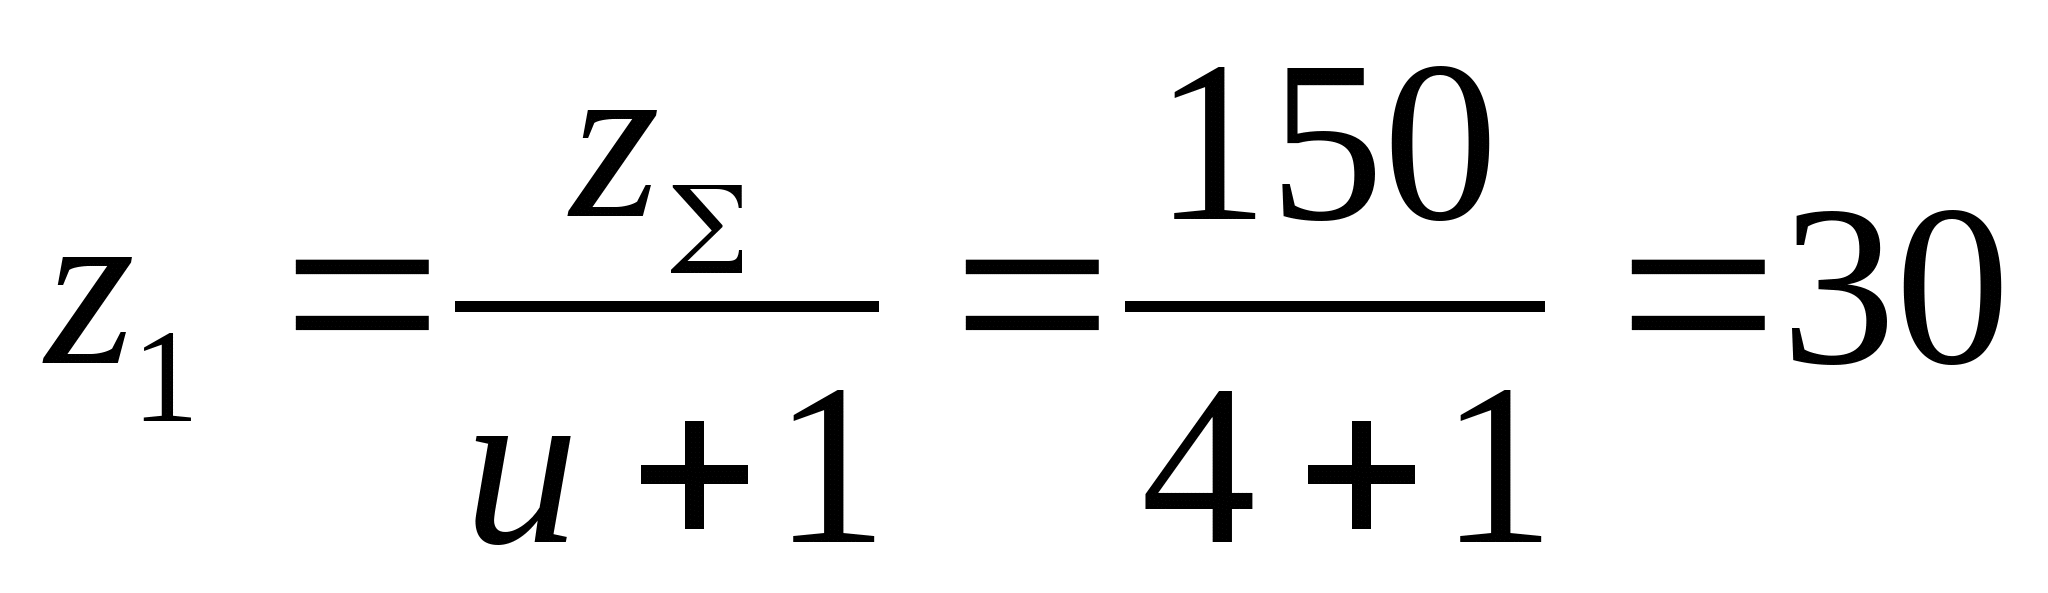 z₁ = z_Σ / (u + 1) = 150 / (4 + 1) = 30